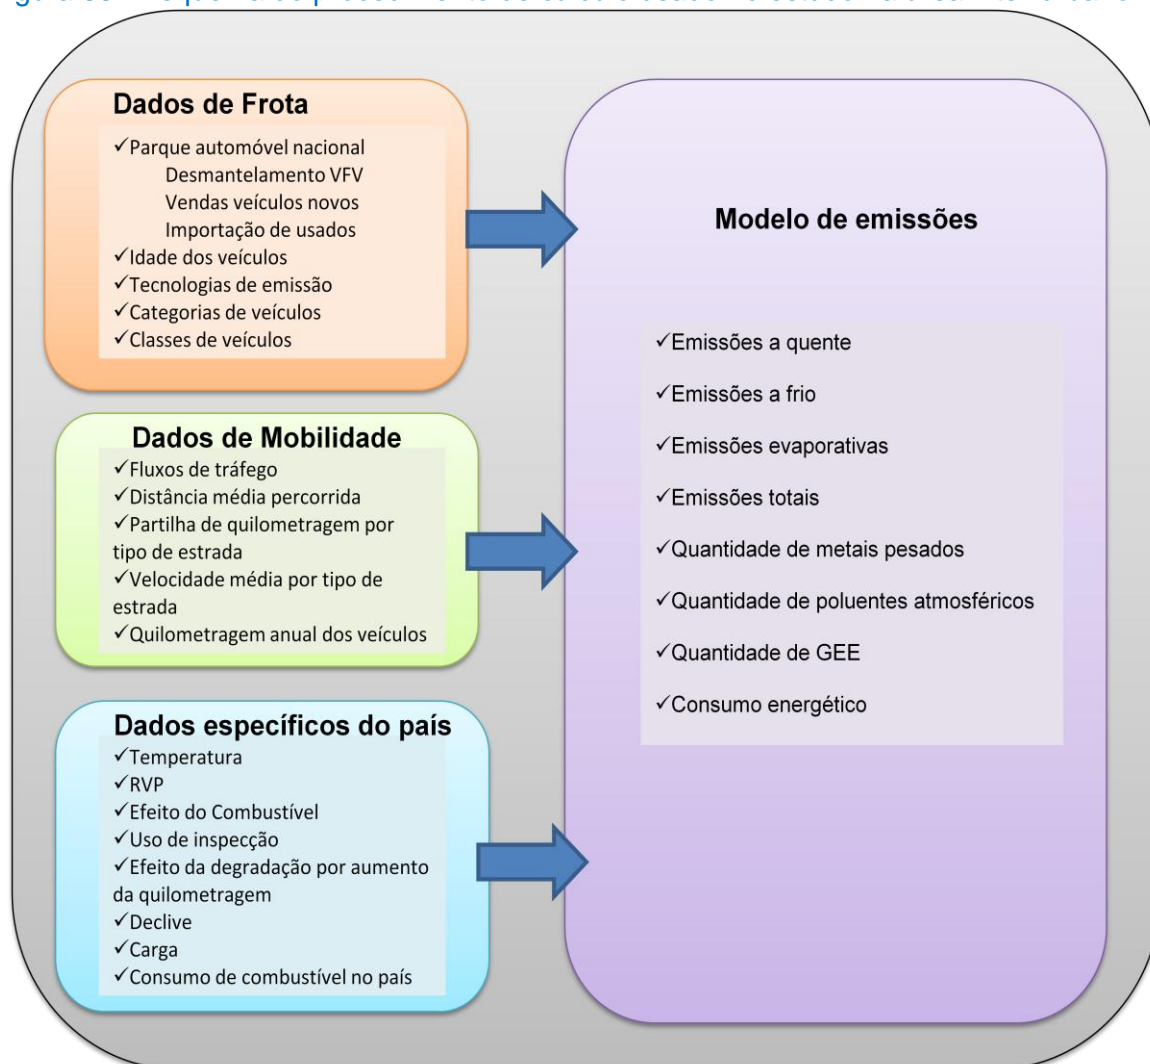 Dados de Frota
✓Parque automóvel nacional
Desmantelamento VFV
Vendas veículos novos
Importação de usados
✓Idade dos veículos
✓Tecnologias de emissão
✓Categorias de veículos
✓Classes de veículos
Dados de Mobilidade
✓Fluxos de tráfego
✓Distância média percorrida
✓Partilha de quilometragem por
tipo de estrada
✓Velocidade média por tipo de
estrada
✓Quilometragem anual dos veículos
Dados específicos do país
✓Temperatura
✓RVP
✓Efeito do Combustível
✓Uso de inspecção
✓Efeito da degradação por aumento
da quilometragem
✓Declive
✓Carga
✓Consumo de combustível no país
Modelo de emissões
✓Emissões a quente
✓Emissões a frio
✓Emissões evaporativas
✓Emissões totais
✓Quantidade de metais pesados
✓Quantidade de poluentes atmosféricos
✓Quantidade de GEE
✓Consumo energético